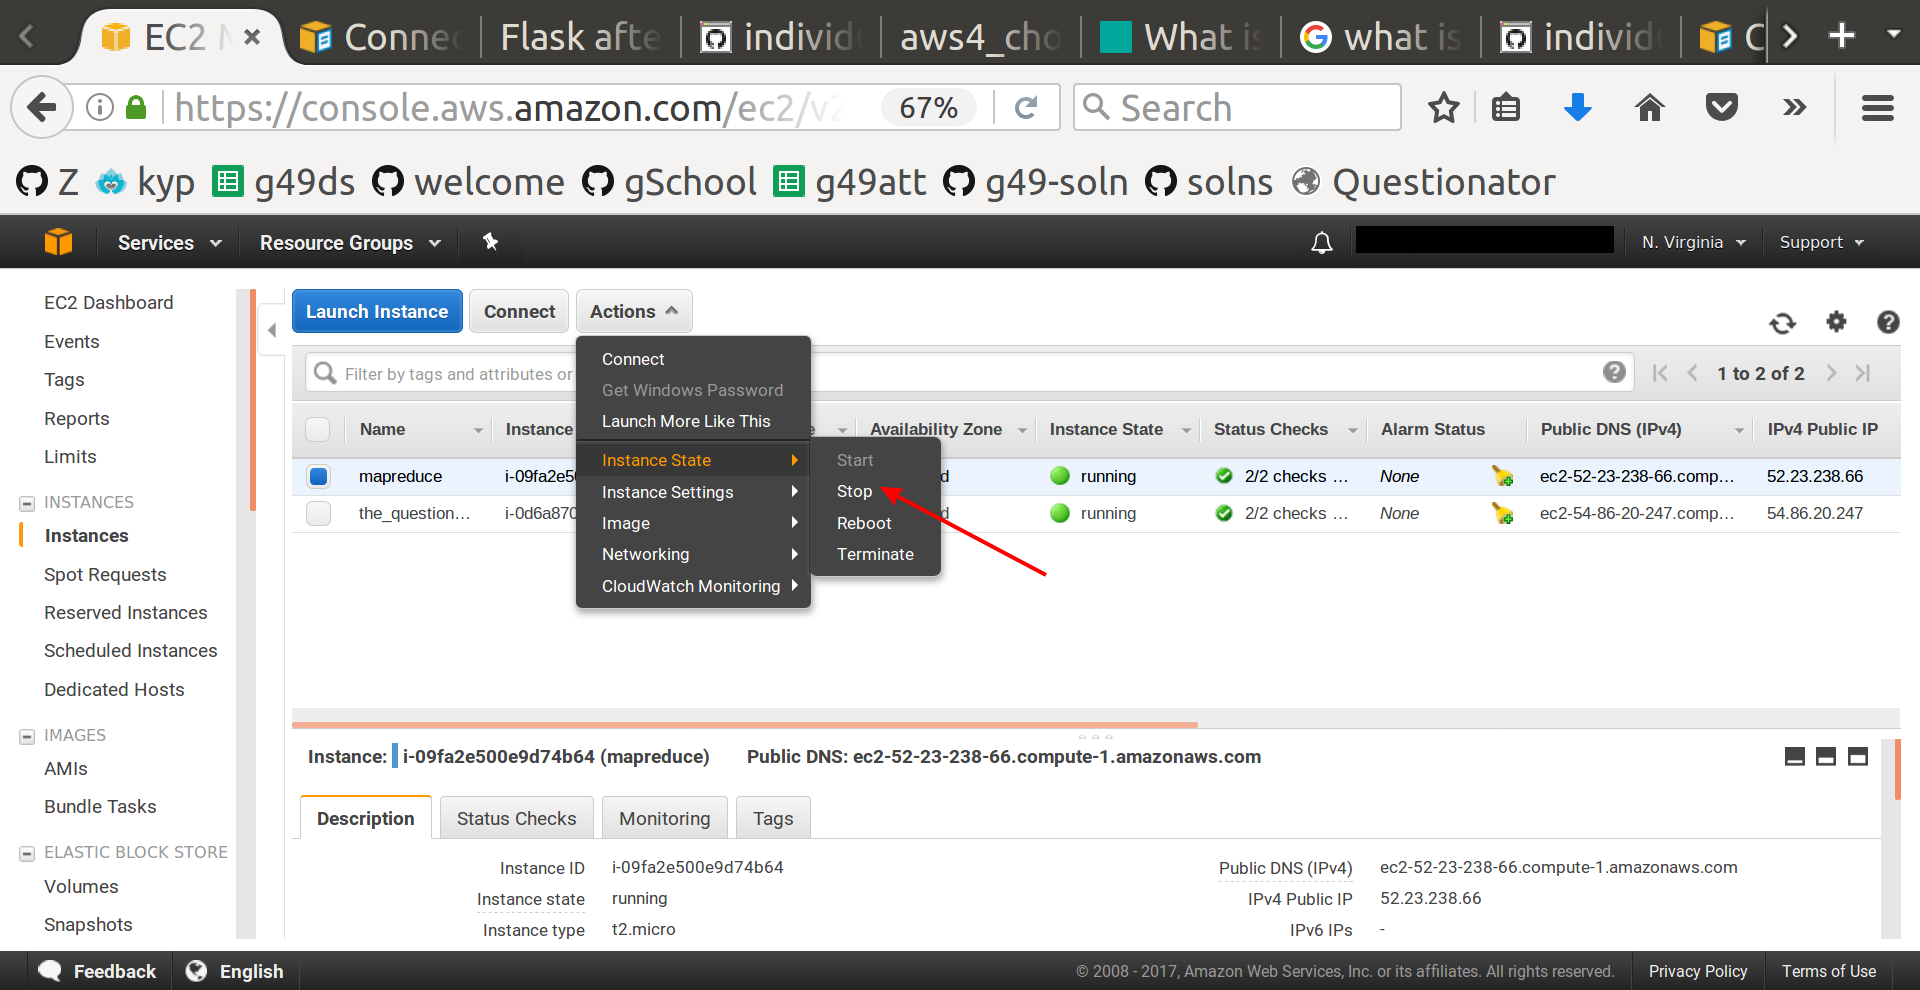 EC2 M
Connec
Flask afte
individu
aws4_cho
What is
what is
individ
C
https://console.aws.amazon.com/ec2/v2
67%
Search
Z
kyp
g49ds
welcome
gSchool
g49att
g49-soln
solns
Questionator
Services
Resource Groups
N. Virginia
Support
EC2 Dashboard
Events
Tags
Reports
Limits
INSTANCES
Instances
Spot Requests
Reserved Instances
Scheduled Instances
Dedicated Hosts
IMAGES
AMIs
Bundle Tasks
ELASTIC BLOCK STORE
Volumes
Snapshots
Launch Instance
Connect
Actions
Filter by tags and attributes or
1 to 2 of 2
Name
Instance
e
Availability Zone
Instance State
Status Checks
Alarm Status
Public DNS (IPv4)
IPv4 Public IP
mapreduce
i-09fa2e50
d
running
2/2 checks ...
None
ec2-52-23-238-66.comp...
52.23.238.66
the_question...
i-0d6a870
d
running
2/2 checks ...
None
ec2-54-86-20-247.comp...
54.86.20.247
Connect
Get Windows Password
Launch More Like This
Instance State
Instance Settings
Image
Networking
CloudWatch Monitoring
Start
Stop
Reboot
Terminate
Instance: i-09fa2e500e9d74b64 (mapreduce)
Public DNS: ec2-52-23-238-66.compute-1.amazonaws.com
Description
Status Checks
Monitoring
Tags
Instance ID
i-09fa2e500e9d74b64
Public DNS (IPv4)
ec2-52-23-238-66.compute-1.amazonaws.com
Instance state
running
IPv4 Public IP
52.23.238.66
Instance type
t2.micro
IPv6 IPs
-
Feedback
English
© 2008 - 2017, Amazon Web Services, Inc. or its affiliates. All rights reserved.
Privacy Policy
Terms of Use